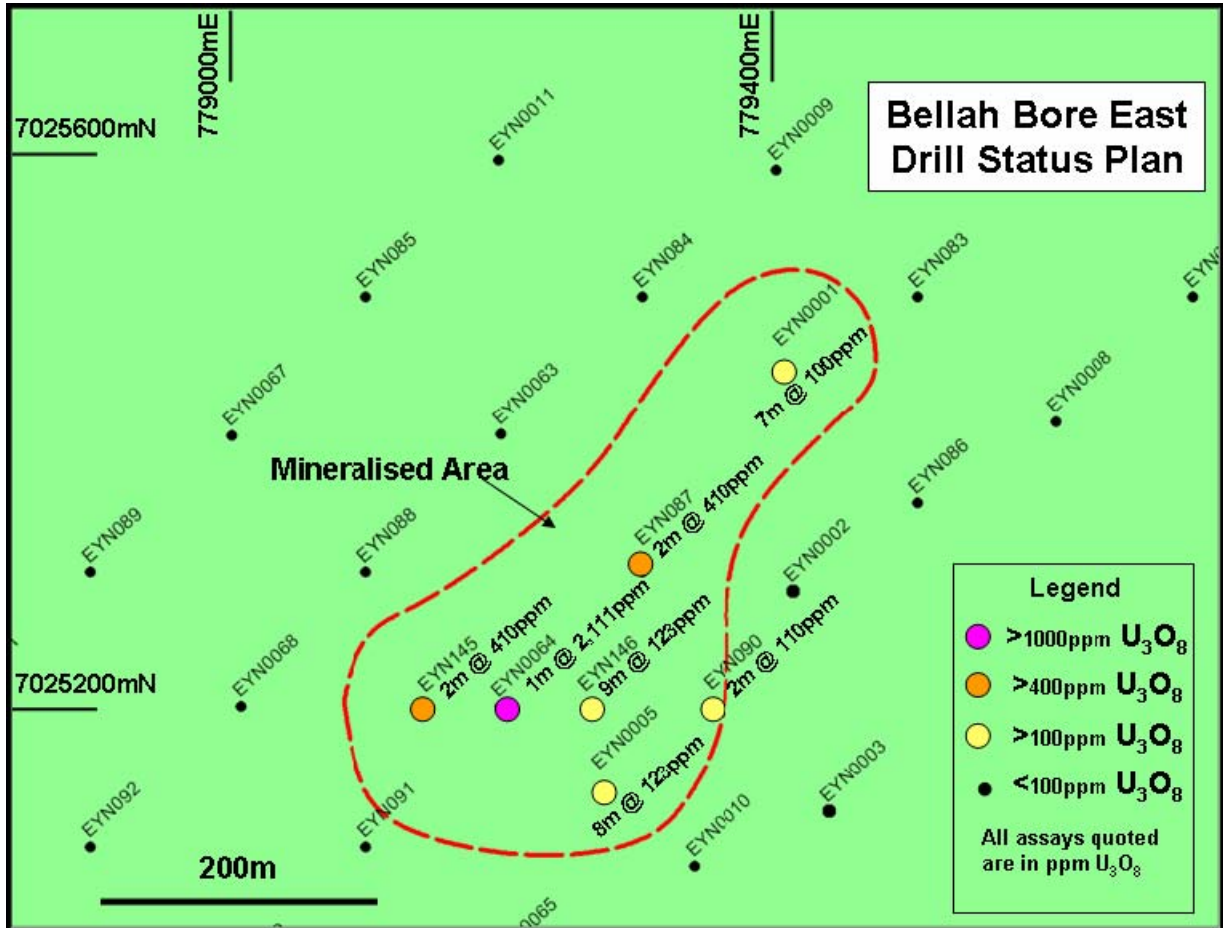 779000mE
779400mE
7025600mN
7025200mN
Bellah Bore East
Drill Status Plan
EYN0011
EYN0009
EYN085
EYN084
EYN083
EYN0001
7m @ 100ppm
EYN0067
EYN0063
EYN0008
Mineralised Area
EYN086
EYN087
2m @ 410ppm
EYN089
EYN088
EYN0002
EYN0068
EYN145
2m @ 410ppm
EYN0064
1m @ 2,111ppm
EYN146
9m @ 123ppm
EYN090
2m @ 110ppm
EYN0005
8m @ 123ppm
EYN0003
EYN092
EYN091
EYN0010
200m
Legend
>1000ppm U₃O₈
>400ppm U₃O₈
>100ppm U₃O₈
<100ppm U₃O₈
All assays quoted
are in ppm U₃O₈